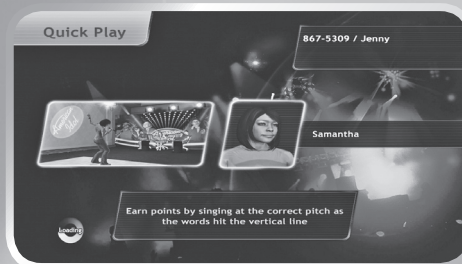 Quick Play
867-5309 / Jenny
Samantha
Earn points by singing at the correct pitch as
the words hit the vertical line
Loading